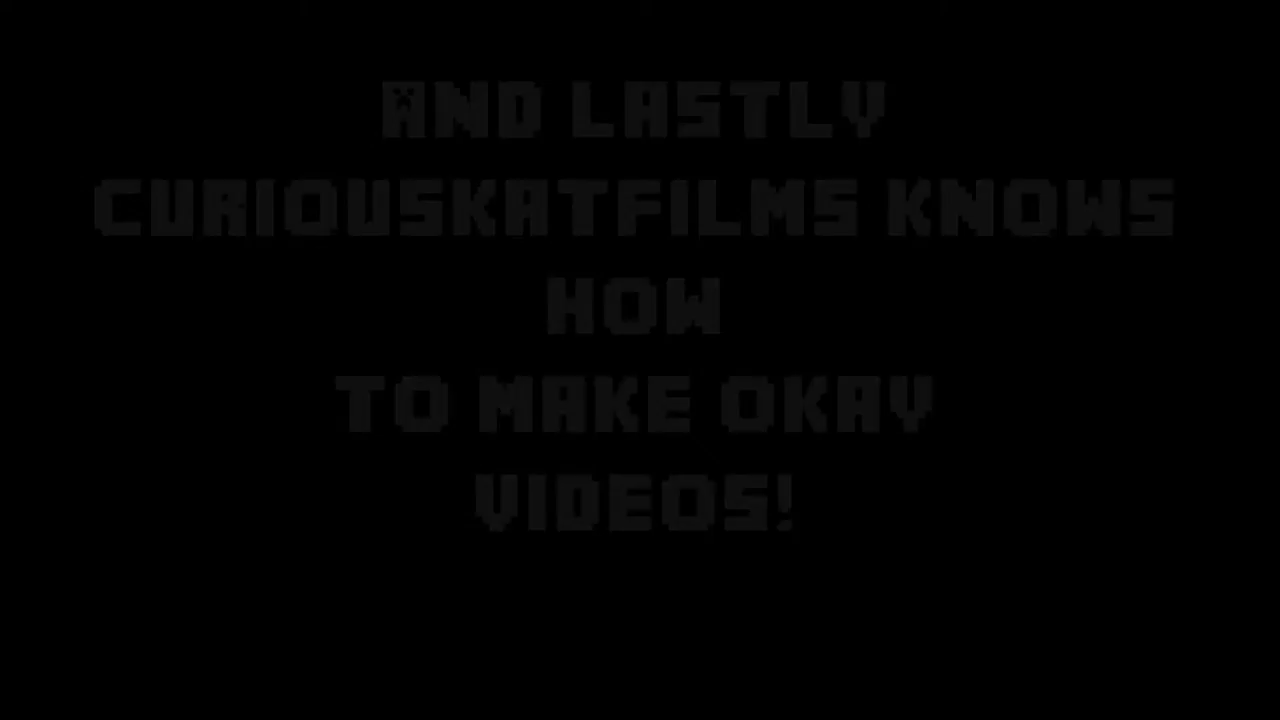 AND LASTLY
CURIOUSKATFILMS KNOWS
HOW
TO MAKE OKAY
VIDEOS!